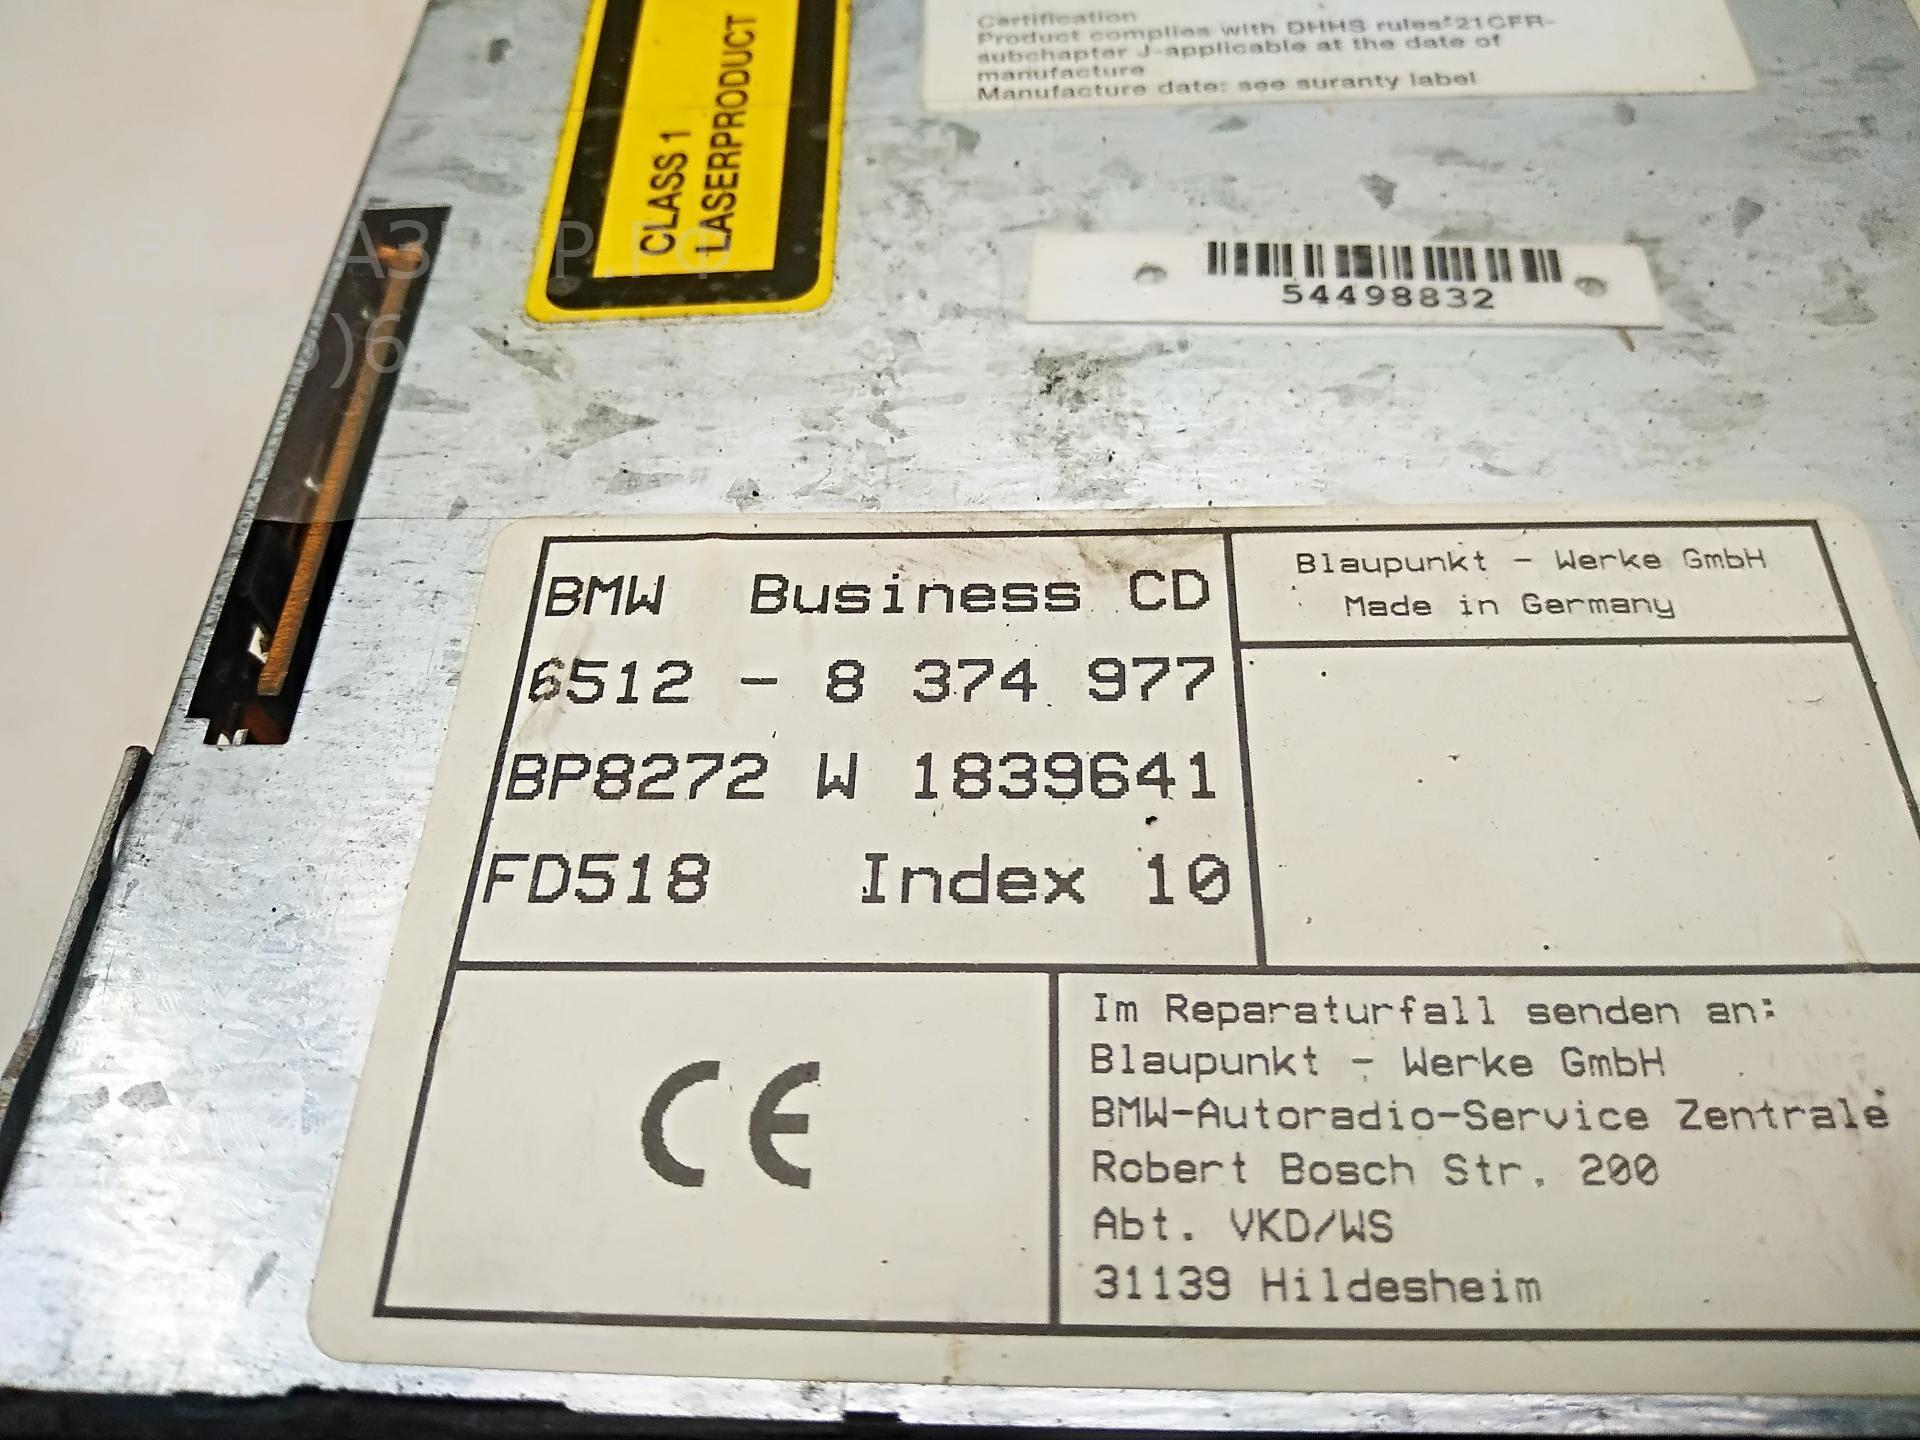 Certification
Product complies with DHHS rules 21CFR-
subchapter J-applicable at the date of
manufacture
Manufacture date: see suranty label
CLASS 1
LASERPRODUCT
54498832
BMW Business CD
6512 - 8 374 977
BP8272 W 1839641
FD518 Index 10
Blaupunkt - Werke GmbH
Made in Germany
CE
Im Reparaturfall senden an:
Blaupunkt - Werke GmbH
BMW-Autoradio-Service Zentrale
Robert Bosch Str. 200
Abt. VKD/WS
31139 Hildesheim